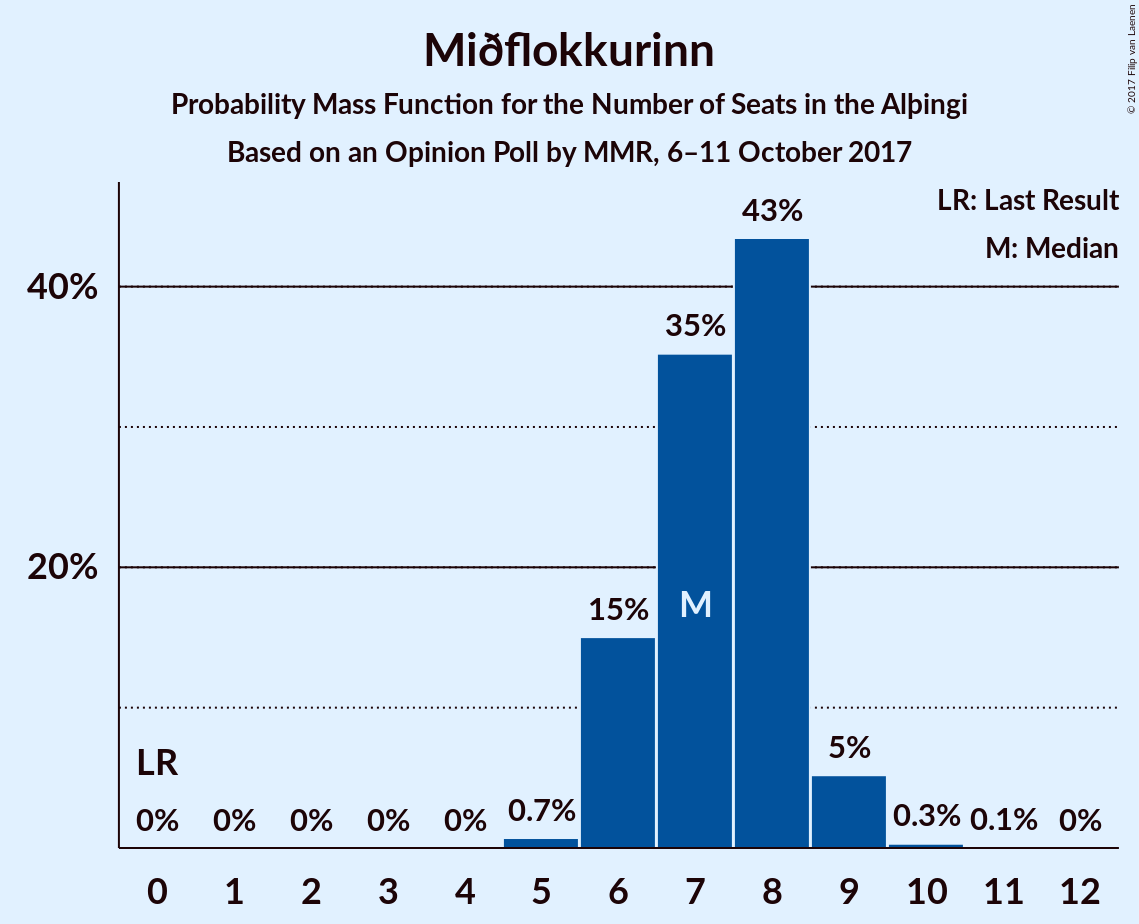 Miðflokkurinn
Probability Mass Function for the Number of Seats in the Alþingi
Based on an Opinion Poll by MMR, 6–11 October 2017
© 2017 Filip van Laenen
LR: Last Result
M: Median
43%
40%
35%
20%
15%
M
LR
5%
0% 0% 0% 0% 0% 0.7% 0.3% 0.1% 0%
0 1 2 3 4 5 6 7 8 9 10 11 12